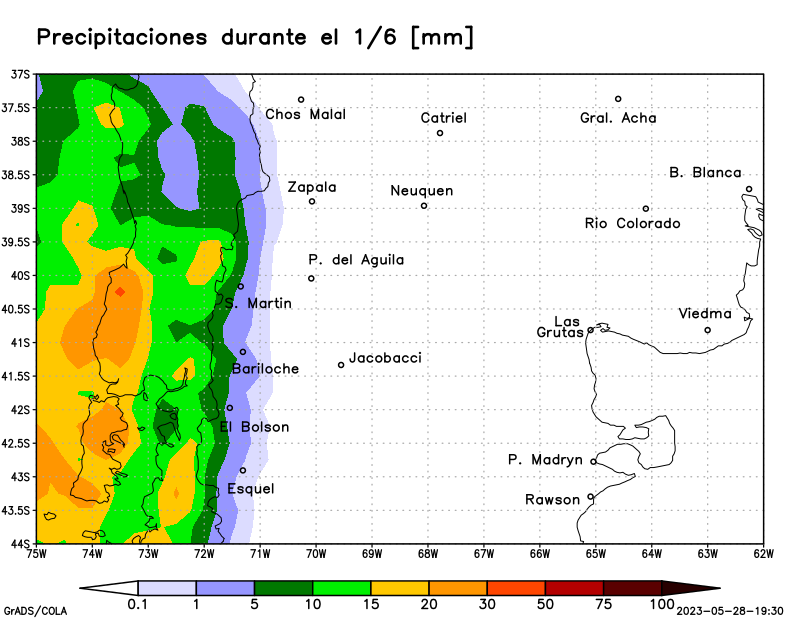 Precipitaciones durante el 1/6 [mm]
37S
37.5S
Chos Malal
Catriel
Gral. Acha
38S
38.5S
B. Blanca
Zapala
Neuquen
39S
Rio Colorado
39.5S
P. del Aguila
40S
S. Martin
40.5S
Viedma
Las
Grutas
41S
Jacobacci
Bariloche
41.5S
42S
El Bolson
42.5S
P. Madryn
43S
Esquel
Rawson
43.5S
44S
75W 74W 73W 72W 71W 70W 69W 68W 67W 66W 65W 64W 63W 62W
0.1 1 5 10 15 20 30 50 75 100
GrADS/COLA
2023-05-28-19:30